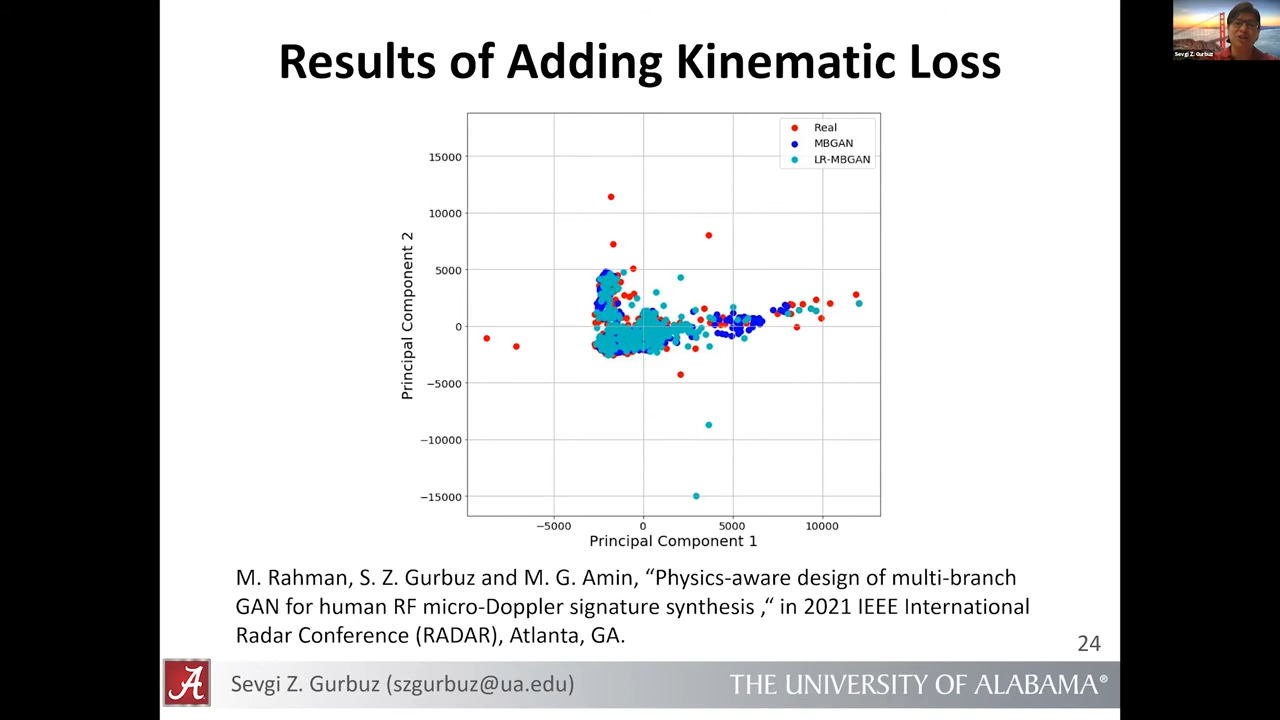 Results of Adding Kinematic Loss
Sevgi Z. Gurbuz
Real
MBGAN
LR-MBGAN
15000
10000
5000
0
−5000
−10000
−15000
Principal Component 2
−5000 0 5000 10000
Principal Component 1
M. Rahman, S. Z. Gurbuz and M. G. Amin, “Physics-aware design of multi-branch
GAN for human RF micro-Doppler signature synthesis ,“ in 2021 IEEE International
Radar Conference (RADAR), Atlanta, GA.
24
A
Sevgi Z. Gurbuz (szgurbuz@ua.edu)
THE UNIVERSITY OF ALABAMA®